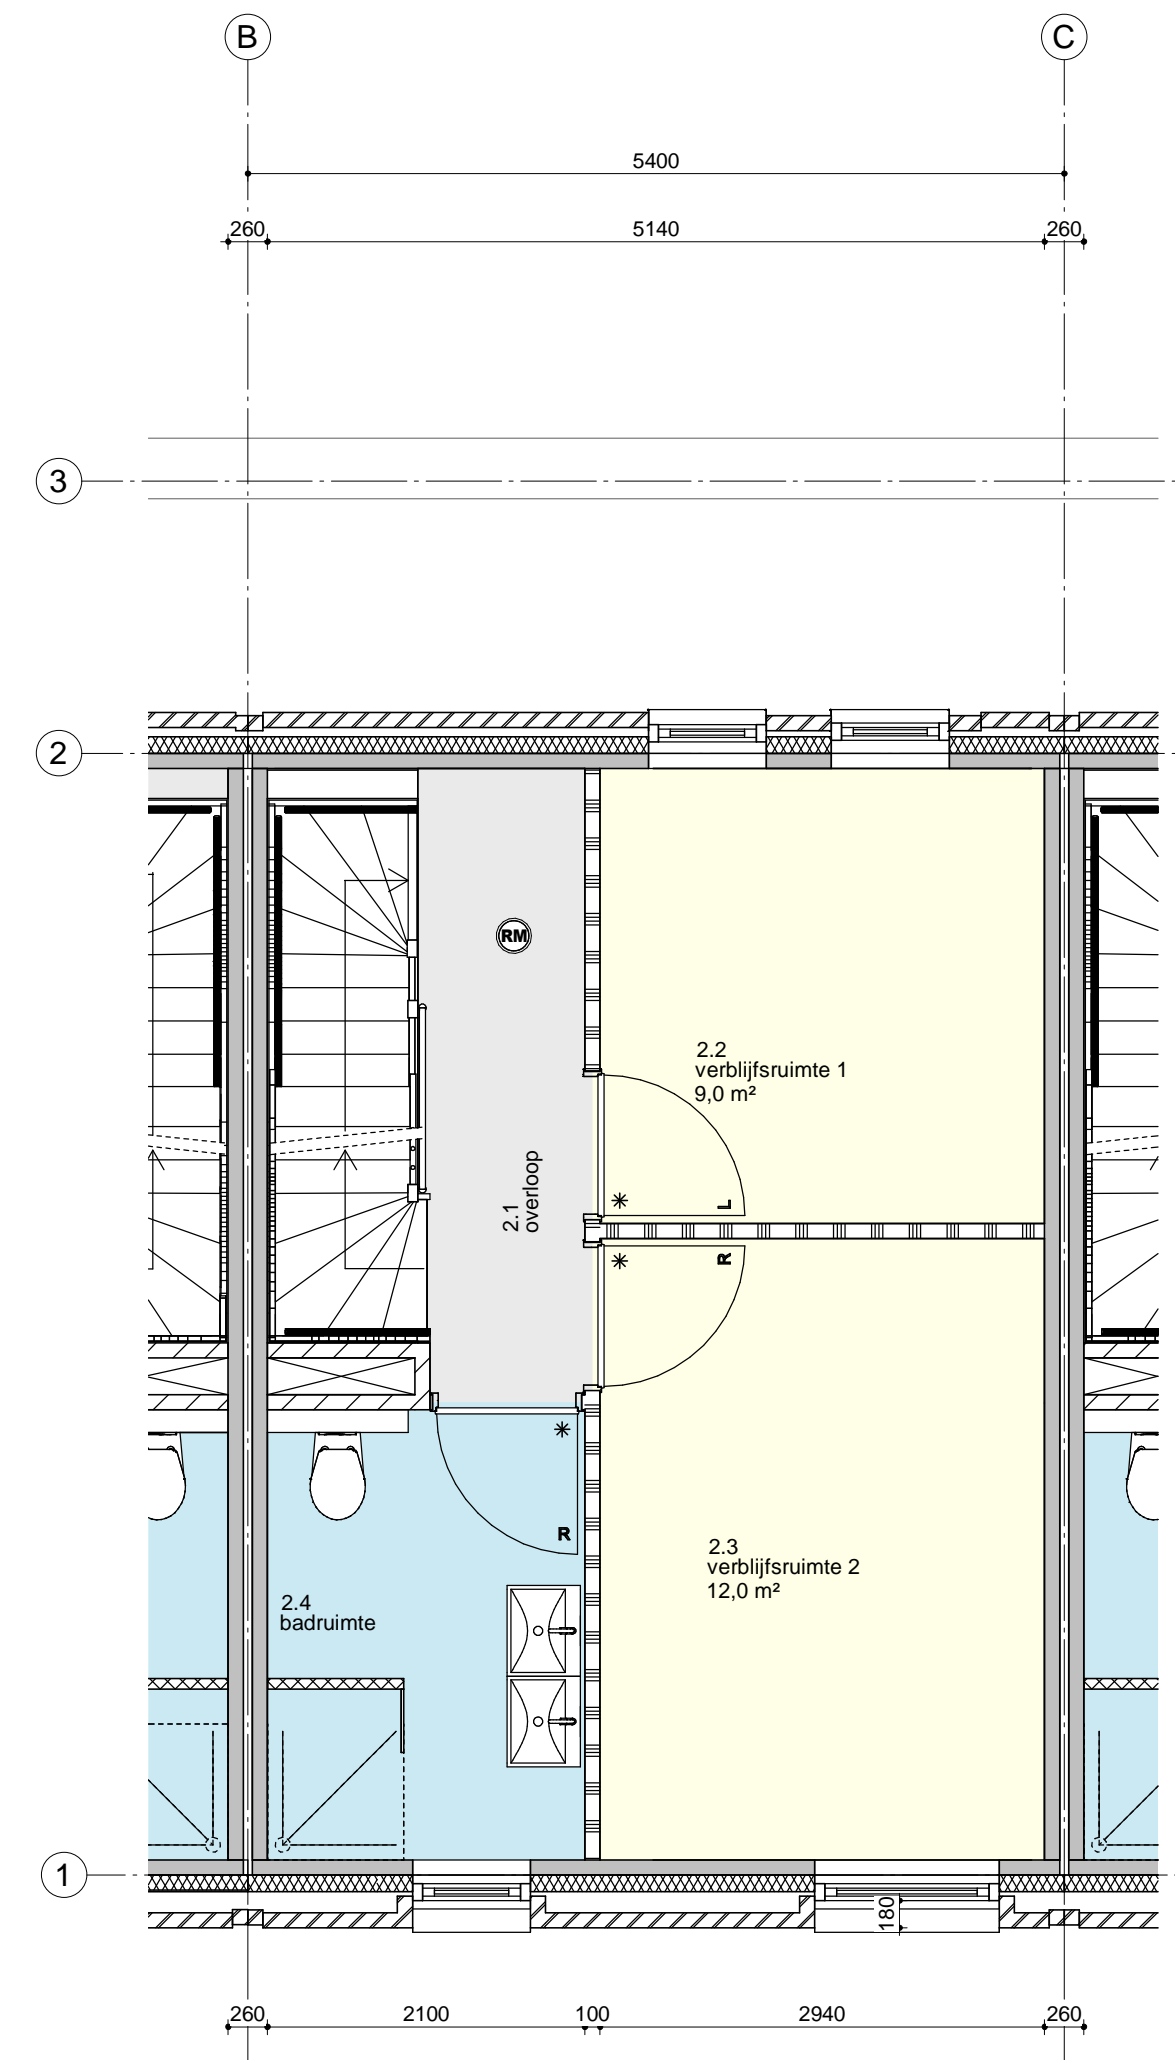 B
C
5400
260
5140
260
3
2
RM
2.2
verblijfsruimte 1
9,0 m²
2.1
overloop
L
R
R
2.3
verblijfsruimte 2
12,0 m²
2.4
badruimte
1
180
260
2100
100
2940
260